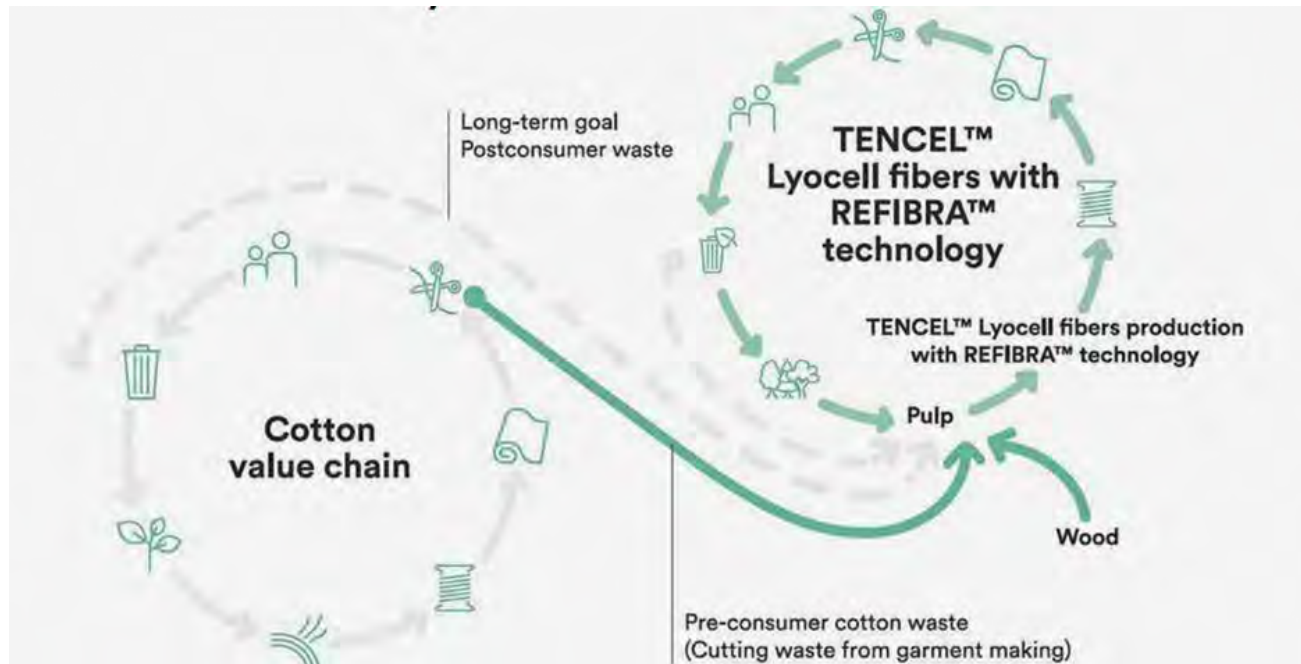 Long-term goal
Postconsumer waste
TENCEL™
Lyocell fibers with
REFIBRA™
technology
TENCEL™ Lyocell fibers production
with REFIBRA™ technology
Pulp
Cotton
value chain
Wood
Pre-consumer cotton waste
(Cutting waste from garment making)